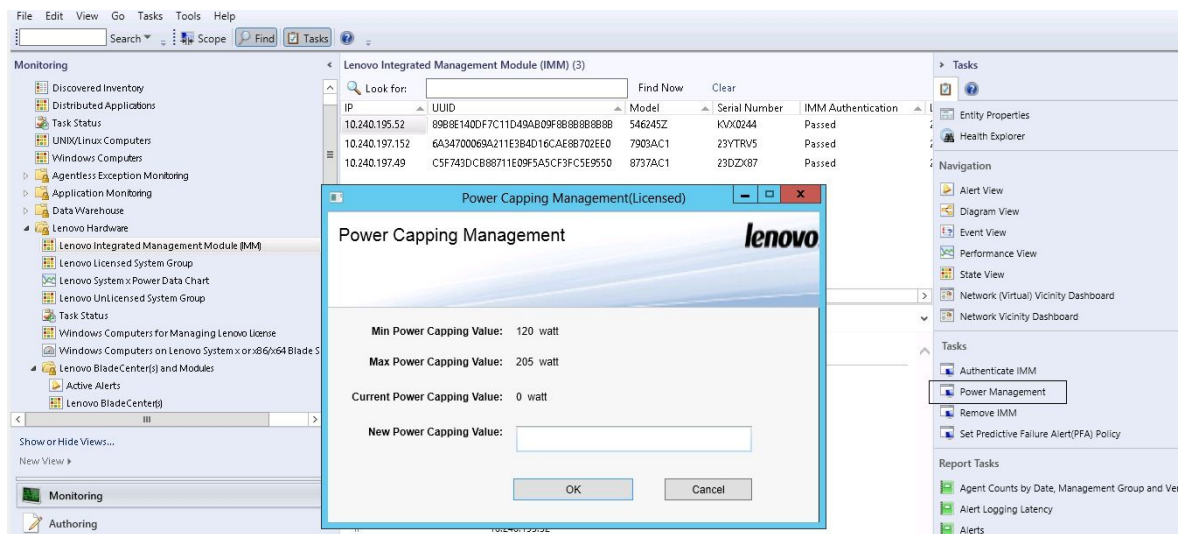 File Edit View Go Tasks Tools Help
Search Scope Find Tasks
Monitoring
Discovered Inventory
Distributed Applications
Task Status
UNIX/Linux Computers
Windows Computers
Agentless Exception Monitoring
Application Monitoring
Data Warehouse
Lenovo Hardware
Lenovo Integrated Management Module (IMM)
Lenovo Licensed System Group
Lenovo System x Power Data Chart
Lenovo UnLicensed System Group
Task Status
Windows Computers for Managing Lenovo License
Windows Computers on Lenovo System x or x86/x64 Blade S
Lenovo BladeCenter(s) and Modules
Active Alerts
Lenovo BladeCenter(s)
Show or Hide Views...
New View
Monitoring
Authoring
Lenovo Integrated Management Module (IMM) (3)
Look for: Find Now Clear
IP UUID Model Serial Number IMM Authentication
10.240.195.52 89B8E140DF7C11D49AB09F8B8B8B8B8B 546245Z KVX0244 Passed
10.240.197.152 6A34700069A211E3B4D16CAE8B702EE0 7903AC1 23YTRV5 Passed
10.240.197.49 C5F743DCB88711E09F5A5CF3FC5E9550 8737AC1 23DZX87 Passed
Power Capping Management(Licensed)
Power Capping Management
lenovo
Min Power Capping Value: 120 watt
Max Power Capping Value: 205 watt
Current Power Capping Value: 0 watt
New Power Capping Value:
OK Cancel
Tasks
Entity Properties
Health Explorer
Navigation
Alert View
Diagram View
Event View
Performance View
State View
Network (Virtual) Vicinity Dashboard
Network Vicinity Dashboard
Tasks
Authenticate IMM
Power Management
Remove IMM
Set Predictive Failure Alert(PFA) Policy
Report Tasks
Agent Counts by Date, Management Group and Ver
Alert Logging Latency
Alerts